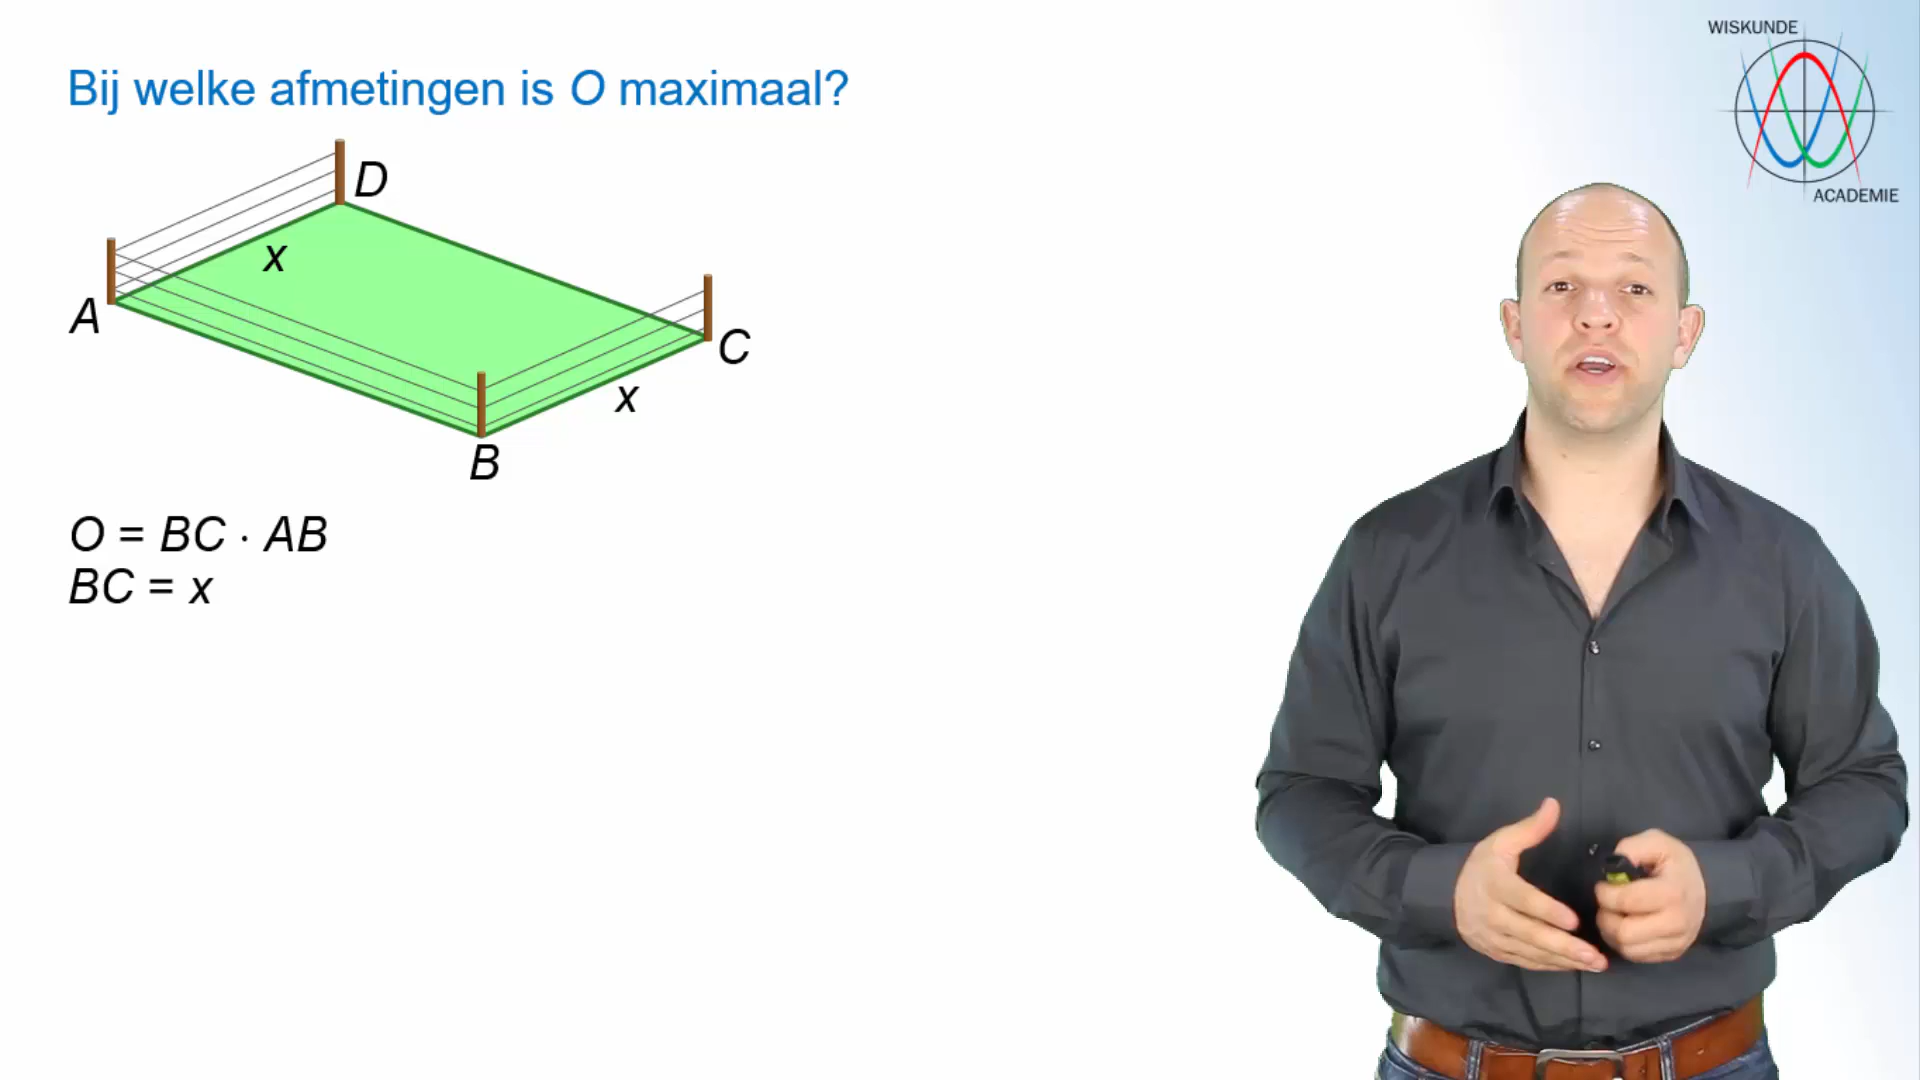 Bij welke afmetingen is O maximaal?
D
x
A
C
x
B
O = BC · AB
BC = x
WISKUNDE
ACADEMIE